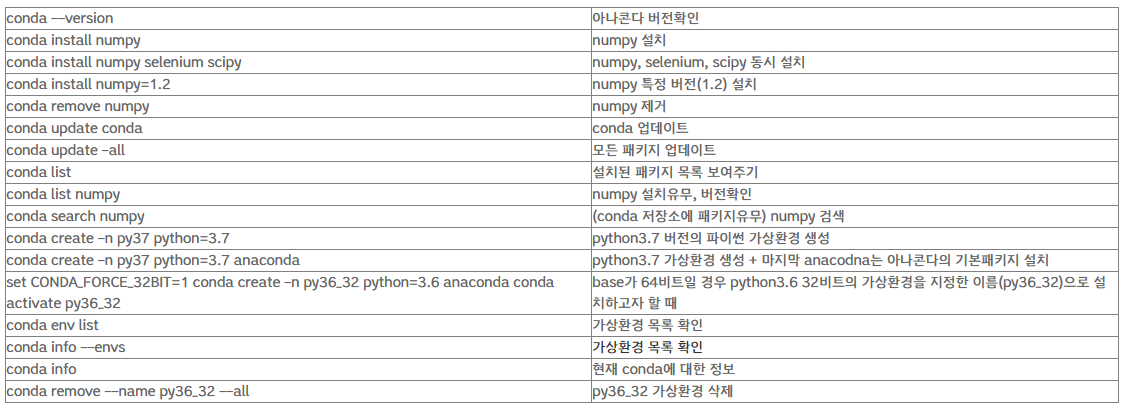 conda --version 아나콘다 버전확인
conda install numpy numpy 설치
conda install numpy selenium scipy numpy, selenium, scipy 동시 설치
conda install numpy=1.2 numpy 특정 버전(1.2) 설치
conda remove numpy numpy 제거
conda update conda conda 업데이트
conda update –all 모든 패키지 업데이트
conda list 설치된 패키지 목록 보여주기
conda list numpy numpy 설치유무, 버전확인
conda search numpy (conda 저장소에 패키지유무) numpy 검색
conda create –n py37 python=3.7 python3.7 버전의 파이썬 가상환경 생성
conda create –n py37 python=3.7 anaconda python3.7 가상환경 생성 + 마지막 anacodna는 아나콘다의 기본패키지 설치
set CONDA_FORCE_32BIT=1 conda create –n py36_32 python=3.6 anaconda conda
activate py36_32
base가 64비트일 경우 python3.6 32비트의 가상환경을 지정한 이름(py36_32)으로 설
치하고자 할 때
conda env list 가상환경 목록 확인
conda info --envs 가상환경 목록 확인
conda info 현재 conda에 대한 정보
conda remove --name py36_32 --all py36_32 가상환경 삭제